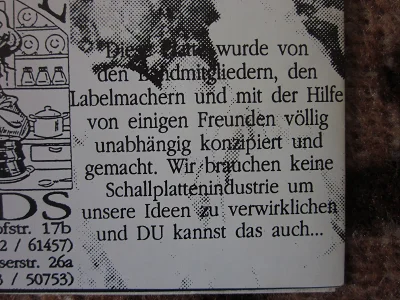 Diese Platte wurde von
den Bandmitgliedern, den
Labelmachern und mit der Hilfe
von einigen Freunden völlig
unabhängig konzipiert und
gemacht. Wir brauchen keine
Schallplattenindustrie um
unsere Ideen zu verwirklichen
und DU kannst das auch...
DS
ofstr. 17b
2 / 61457)
serstr. 26a
3 / 50753)